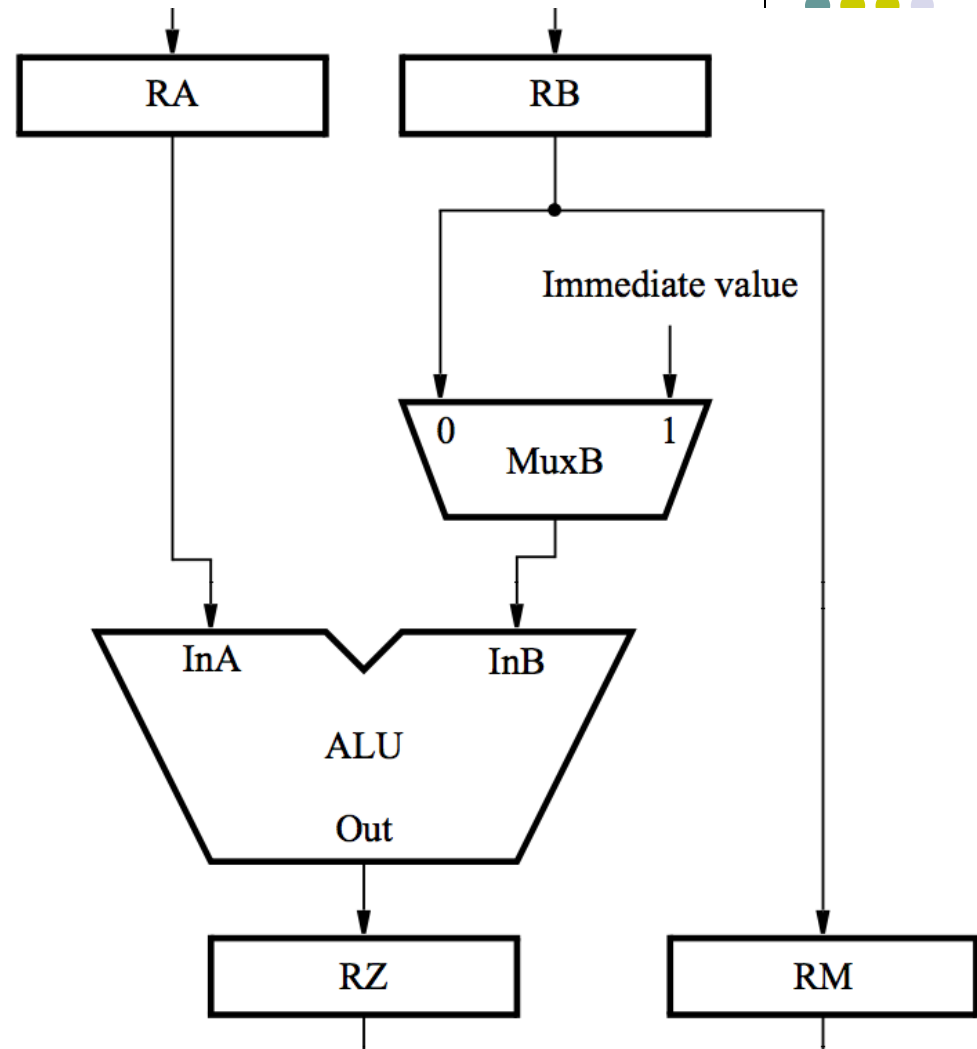 RA
RB
Immediate value
0
1
MuxB
InA
InB
ALU
Out
RZ
RM